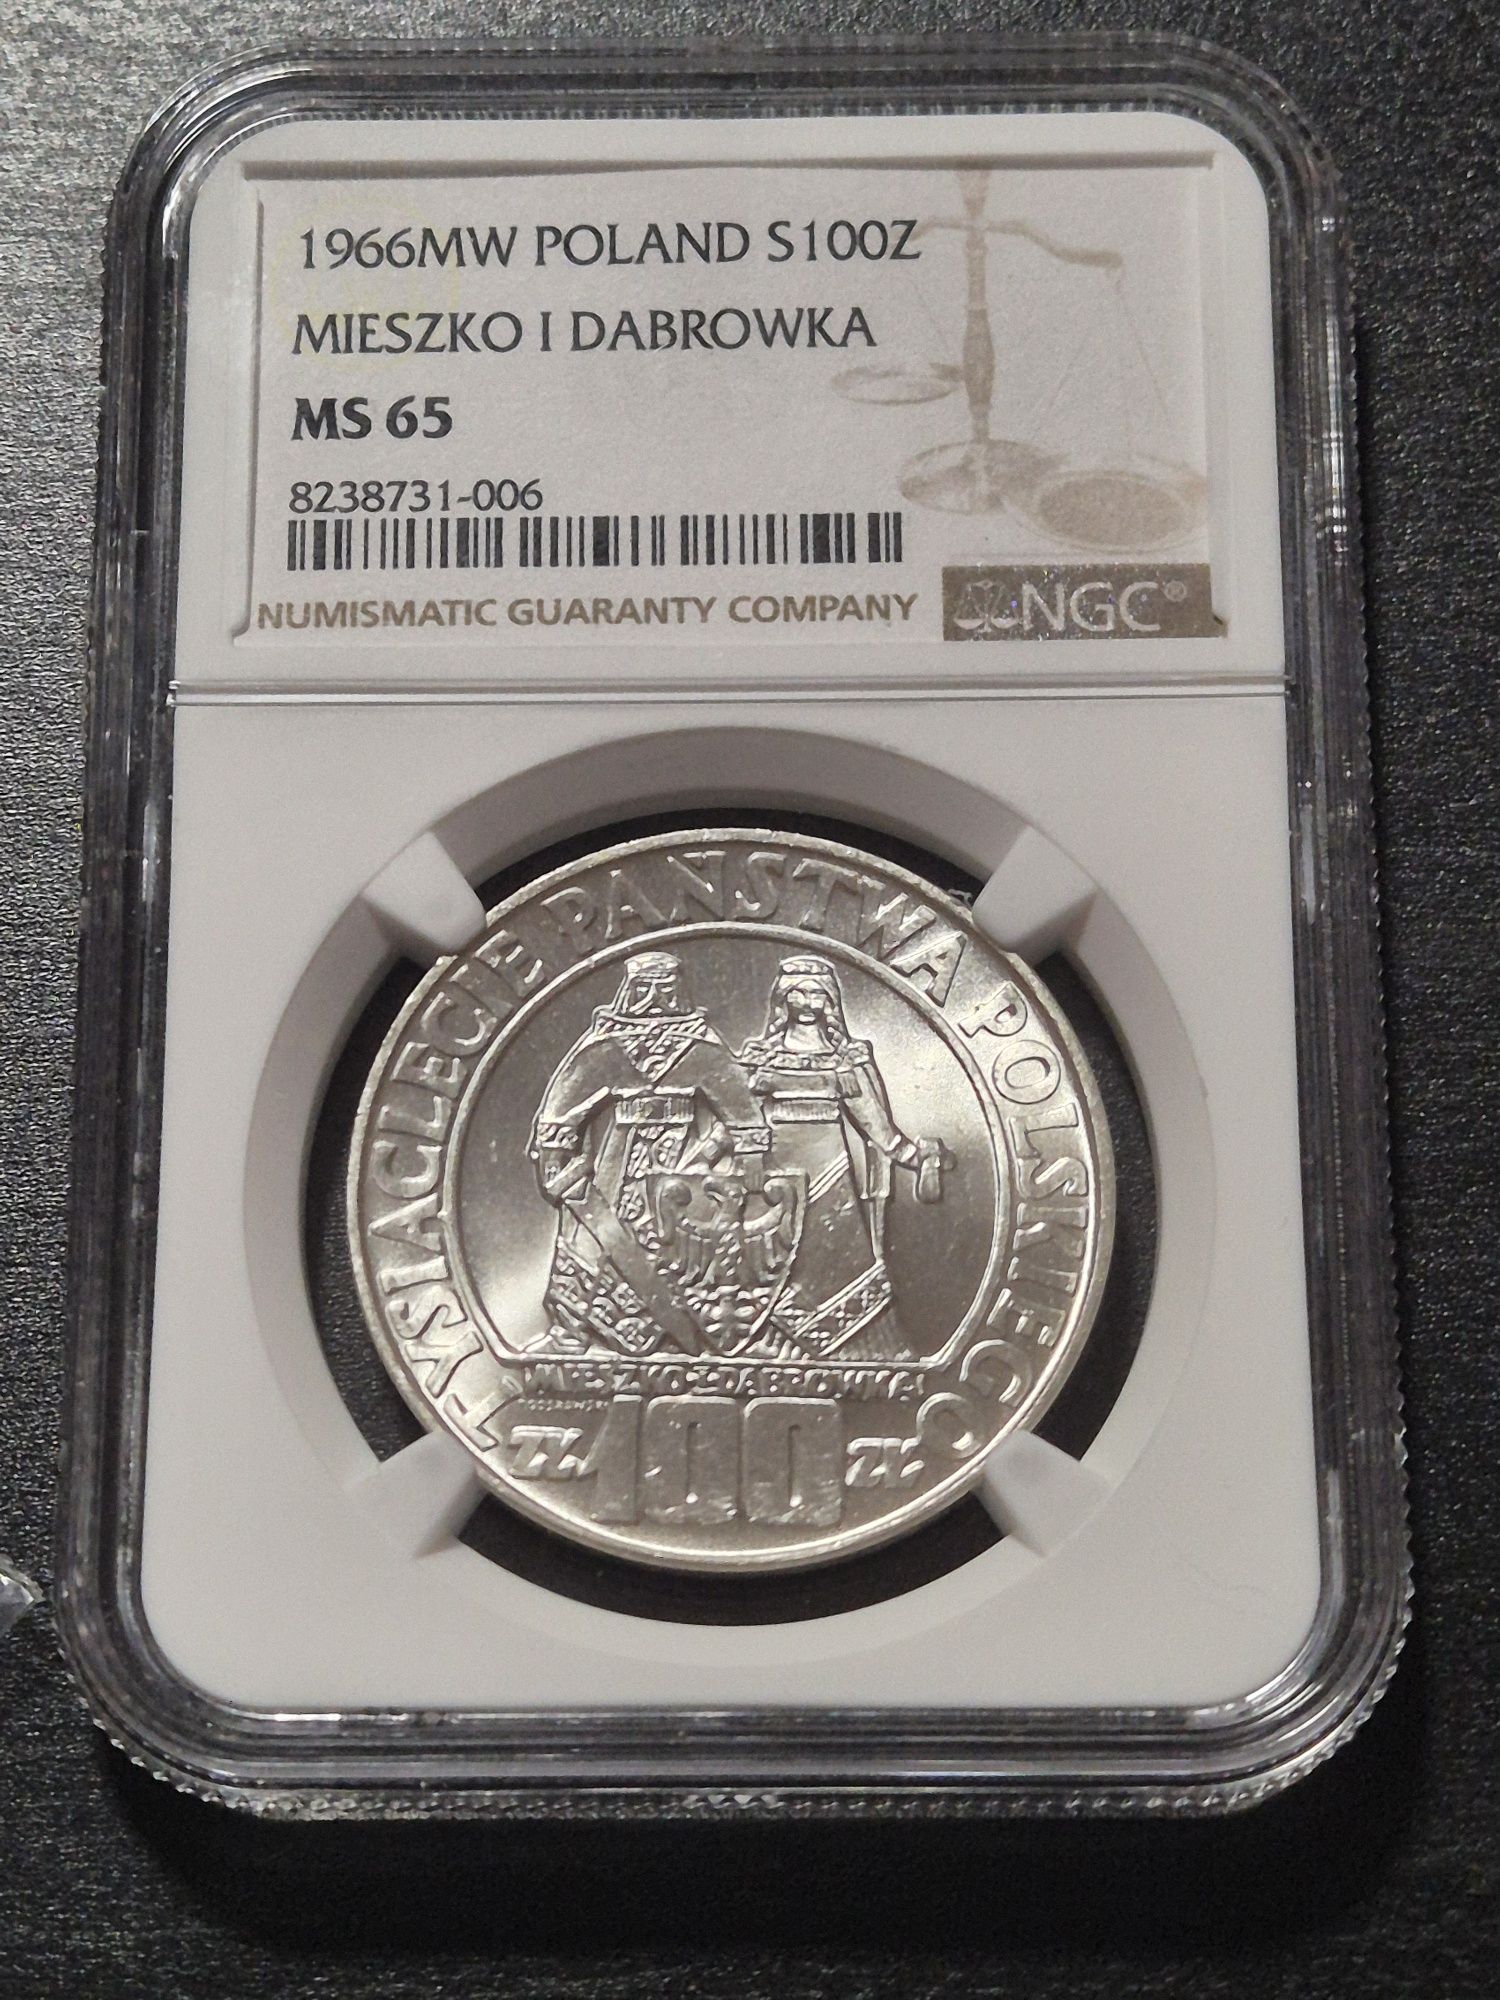 1966MW POLAND S100Z
MIESZKO I DABROWKA
MS 65
8238731-006
NUMISMATIC GUARANTY COMPANY NGC®
TYSIĄCLECIE PAŃSTWA POLSKIEGO
MIESZKO I DĄBRÓWKA
ZŁ 100 ZŁ